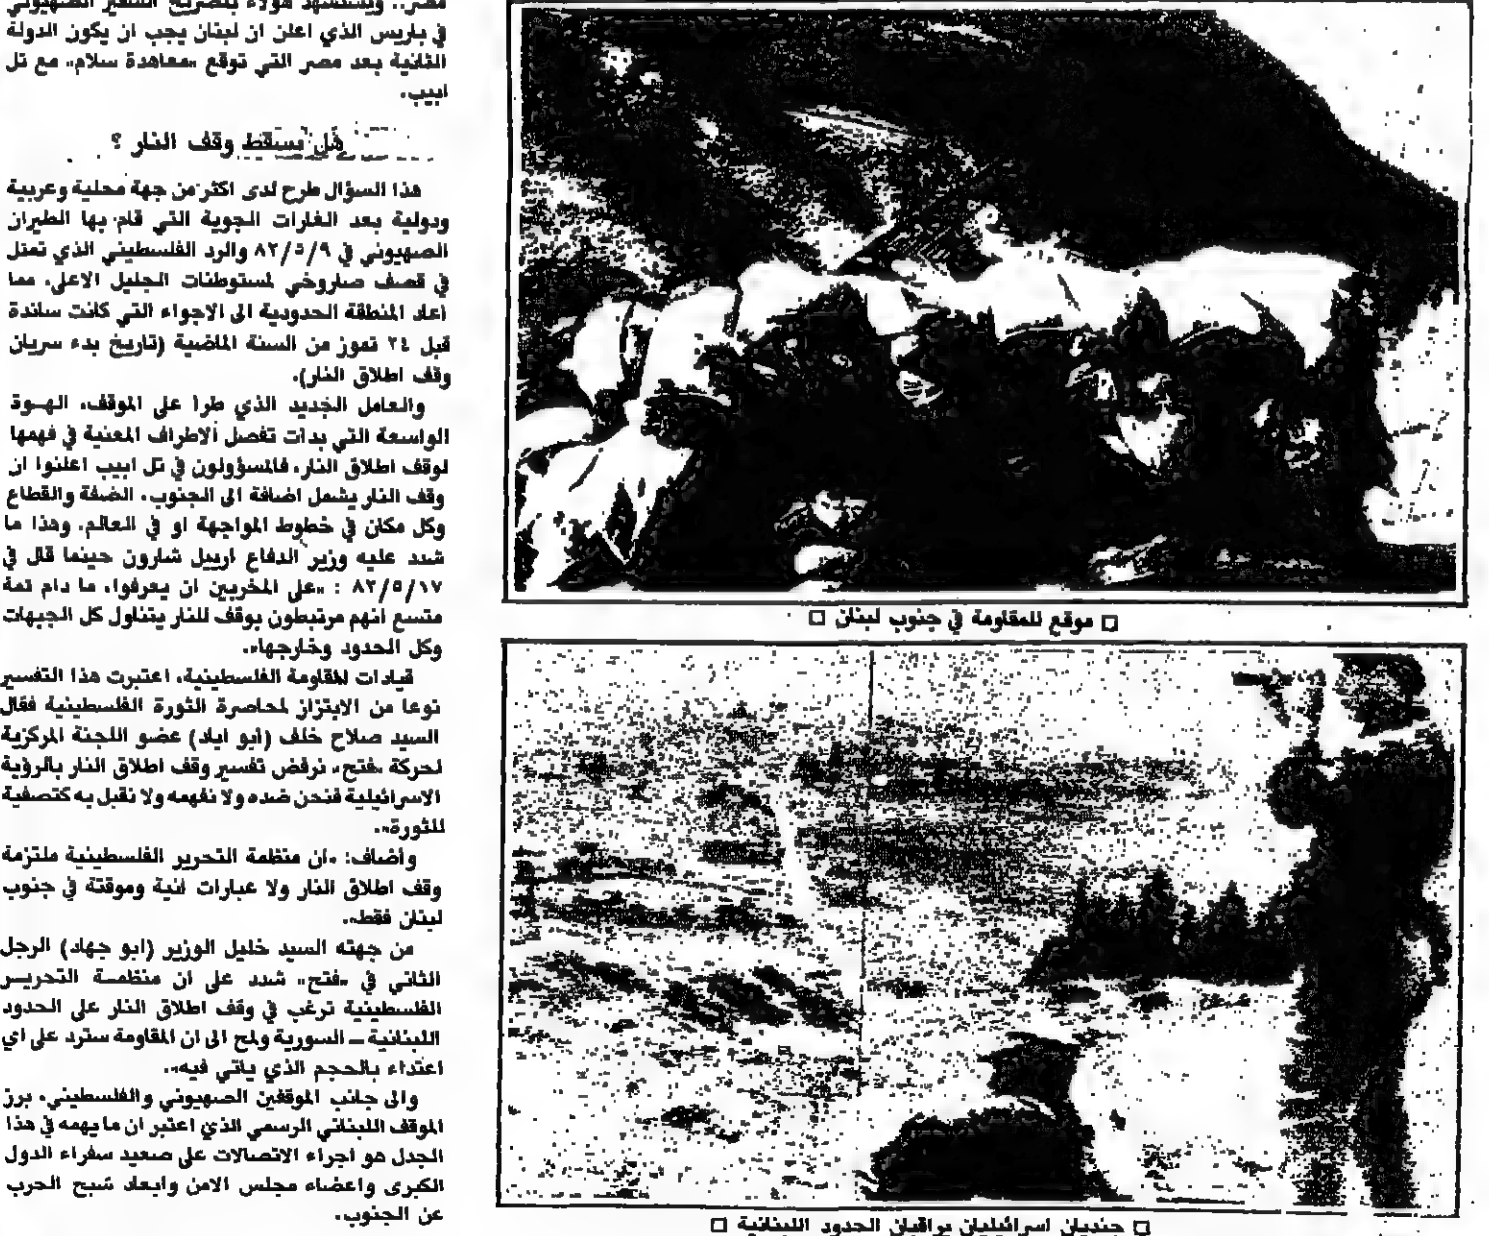 مصر.. ويستشهد هؤلاء بتصريح السفير الصهيوني
في باريس الذي اعلن ان لبنان يجب ان يكون الدولة
الثانية بعد مصر التي توقع «معاهدة سلام» مع تل
ابيب.
هل يسقط وقف النار ؟
هذا السؤال طرح لدى اكثر من جهة محلية وعربية
ودولية بعد الغارات الجوية التي قام بها الطيران
الصهيوني في ٨٢/٥/٩ والرد الفلسطيني الذي تمثل
في قصف صاروخي لمستوطنات الجليل الاعلى، مما
اعاد المنطقة الحدودية الى الاجواء التي كانت سائدة
قبل ٢٤ تموز من السنة الماضية (تاريخ بدء سريان
وقف اطلاق النار).
والعامل الجديد الذي طرا على الموقف، الهوة
الواسعة التي بدات تفصل الاطراف المعنية في فهمها
لوقف اطلاق النار، فالمسؤولون في تل ابيب اعلنوا ان
وقف النار يشمل اضافة الى الجنوب، الضفة والقطاع
وكل مكان في خطوط المواجهة او في العالم، وهذا ما
شدد عليه وزير الدفاع ارييل شارون حينما قال في
٨٢/٥/١٧ : «على المخربين ان يعرفوا، ما دام ثمة
متسع انهم مرتبطون بوقف للنار يتناول كل الجبهات
وكل الحدود وخارجها».
قيادات المقاومة الفلسطينية، اعتبرت هذا التفسير
نوعا من الابتزاز لمحاصرة الثورة الفلسطينية فقال
السيد صلاح خلف (ابو اياد) عضو اللجنة المركزية
لحركة «فتح» نرفض تفسير وقف اطلاق النار بالرؤية
الاسرائيلية فنحن ضده ولا نفهمه ولا نقبل به كتصفية
للثورة».
وأضاف: «ان منظمة التحرير الفلسطينية ملتزمة
وقف اطلاق النار ولا عبارات انية وموقتة في جنوب
لبنان فقط».
من جهته السيد خليل الوزير (ابو جهاد) الرجل
الثاني في «فتح» شدد على ان منظمة التحرير
الفلسطينية ترغب في وقف اطلاق النار على الحدود
اللبنانية ـ السورية ولمح الى ان المقاومة سترد على اي
اعتداء بالحجم الذي ياتي فيه».
والى جانب الموقفين الصهيوني والفلسطيني، برز
الموقف اللبناني الرسمي الذي اعتبر ان ما يهمه في هذا
الجدل هو اجراء الاتصالات على صعيد سفراء الدول
الكبرى واعضاء مجلس الامن وابعاد شبح الحرب
عن الجنوب.
□ موقع للمقاومة في جنوب لبنان □
□ جنديان اسرائيليان يراقبان الحدود اللبنانية □